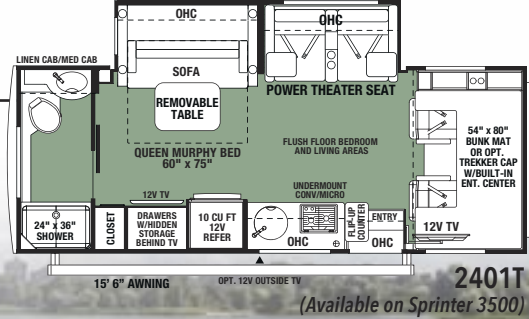 OHC
OHC
LINEN CAB/MED CAB
SOFA
POWER THEATER SEAT
REMOVABLE
TABLE
54" x 80"
BUNK MAT
OR OPT.
TREKKER CAP
W/BUILT-IN
ENT. CENTER
FLUSH FLOOR BEDROOM
AND LIVING AREAS
QUEEN MURPHY BED
60" x 75"
UNDERMOUNT
CONV/MICRO
12V TV
24" x 36"
SHOWER
CLOSET
DRAWERS
W/HIDDEN
STORAGE
BEHIND TV
10 CU FT
12V
REFER
OHC
FLIP-UP
COUNTER
ENTRY
OHC
12V TV
15' 6" AWNING
OPT. 12V OUTSIDE TV
2401T
(Available on Sprinter 3500)